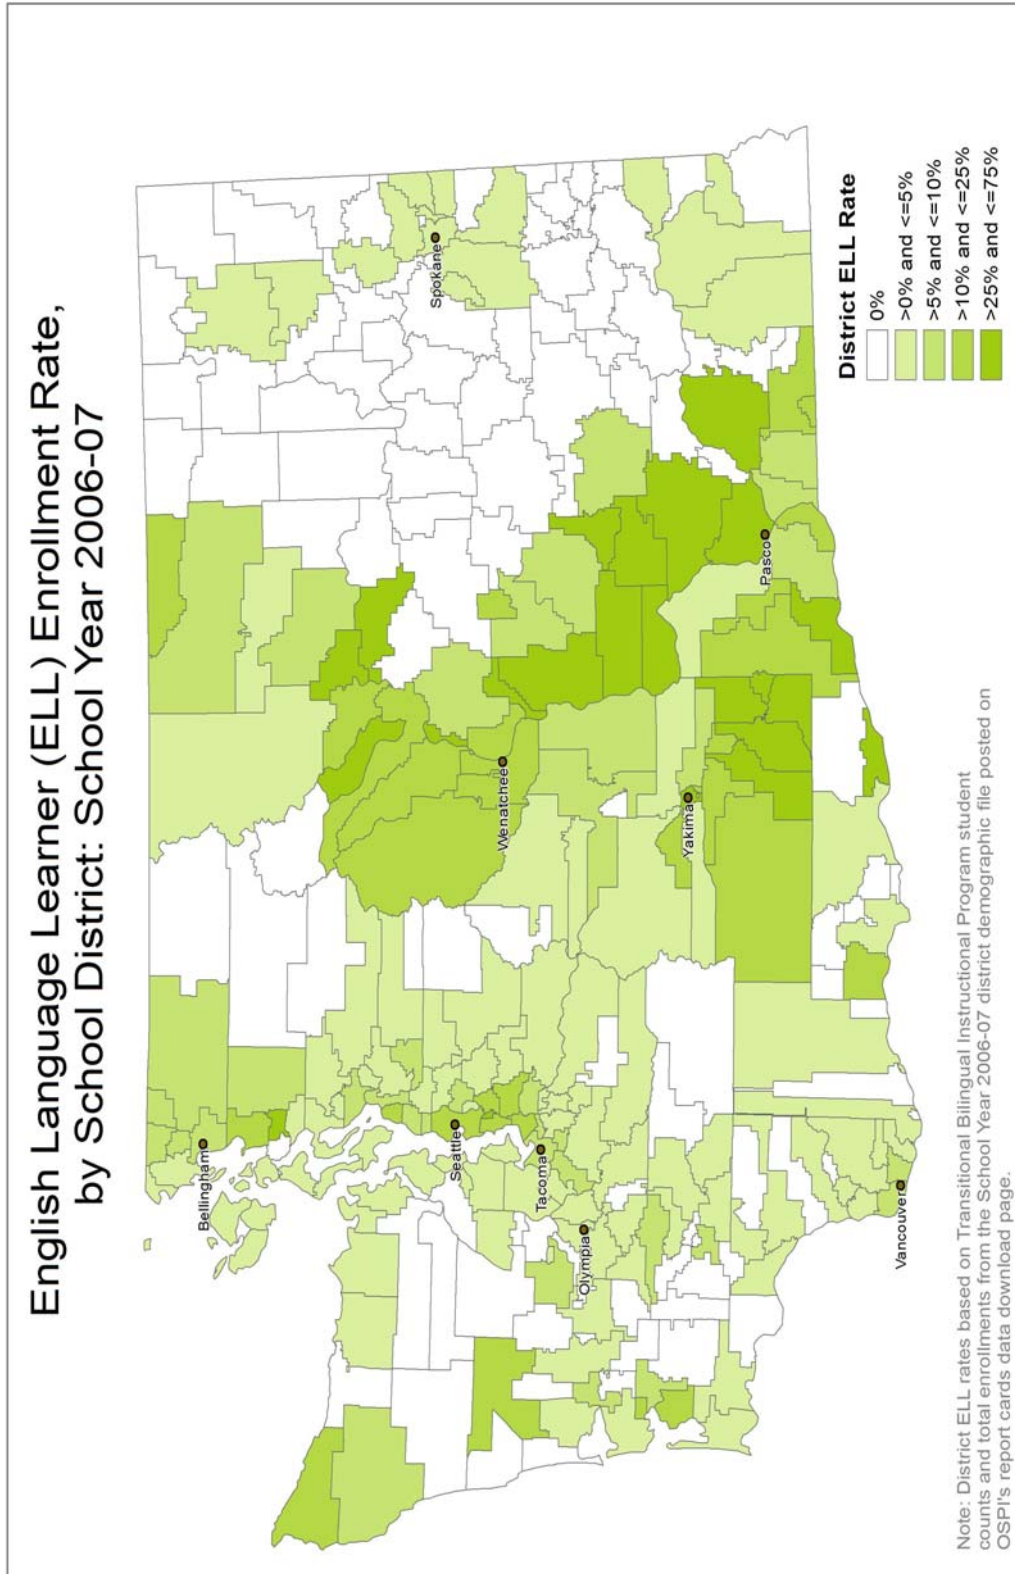 English Language Learner (ELL) Enrollment Rate,
by School District: School Year 2006-07
Bellingham
Seattle
Tacoma
Olympia
Vancouver
Wenatchee
Yakima
Pasco
Spokane
District ELL Rate
0%
>0% and <=5%
>5% and <=10%
>10% and <=25%
>25% and <=75%
Note: District ELL rates based on Transitional Bilingual Instructional Program student
counts and total enrollments from the School Year 2006-07 district demographic file posted on
OSPI's report cards data download page.